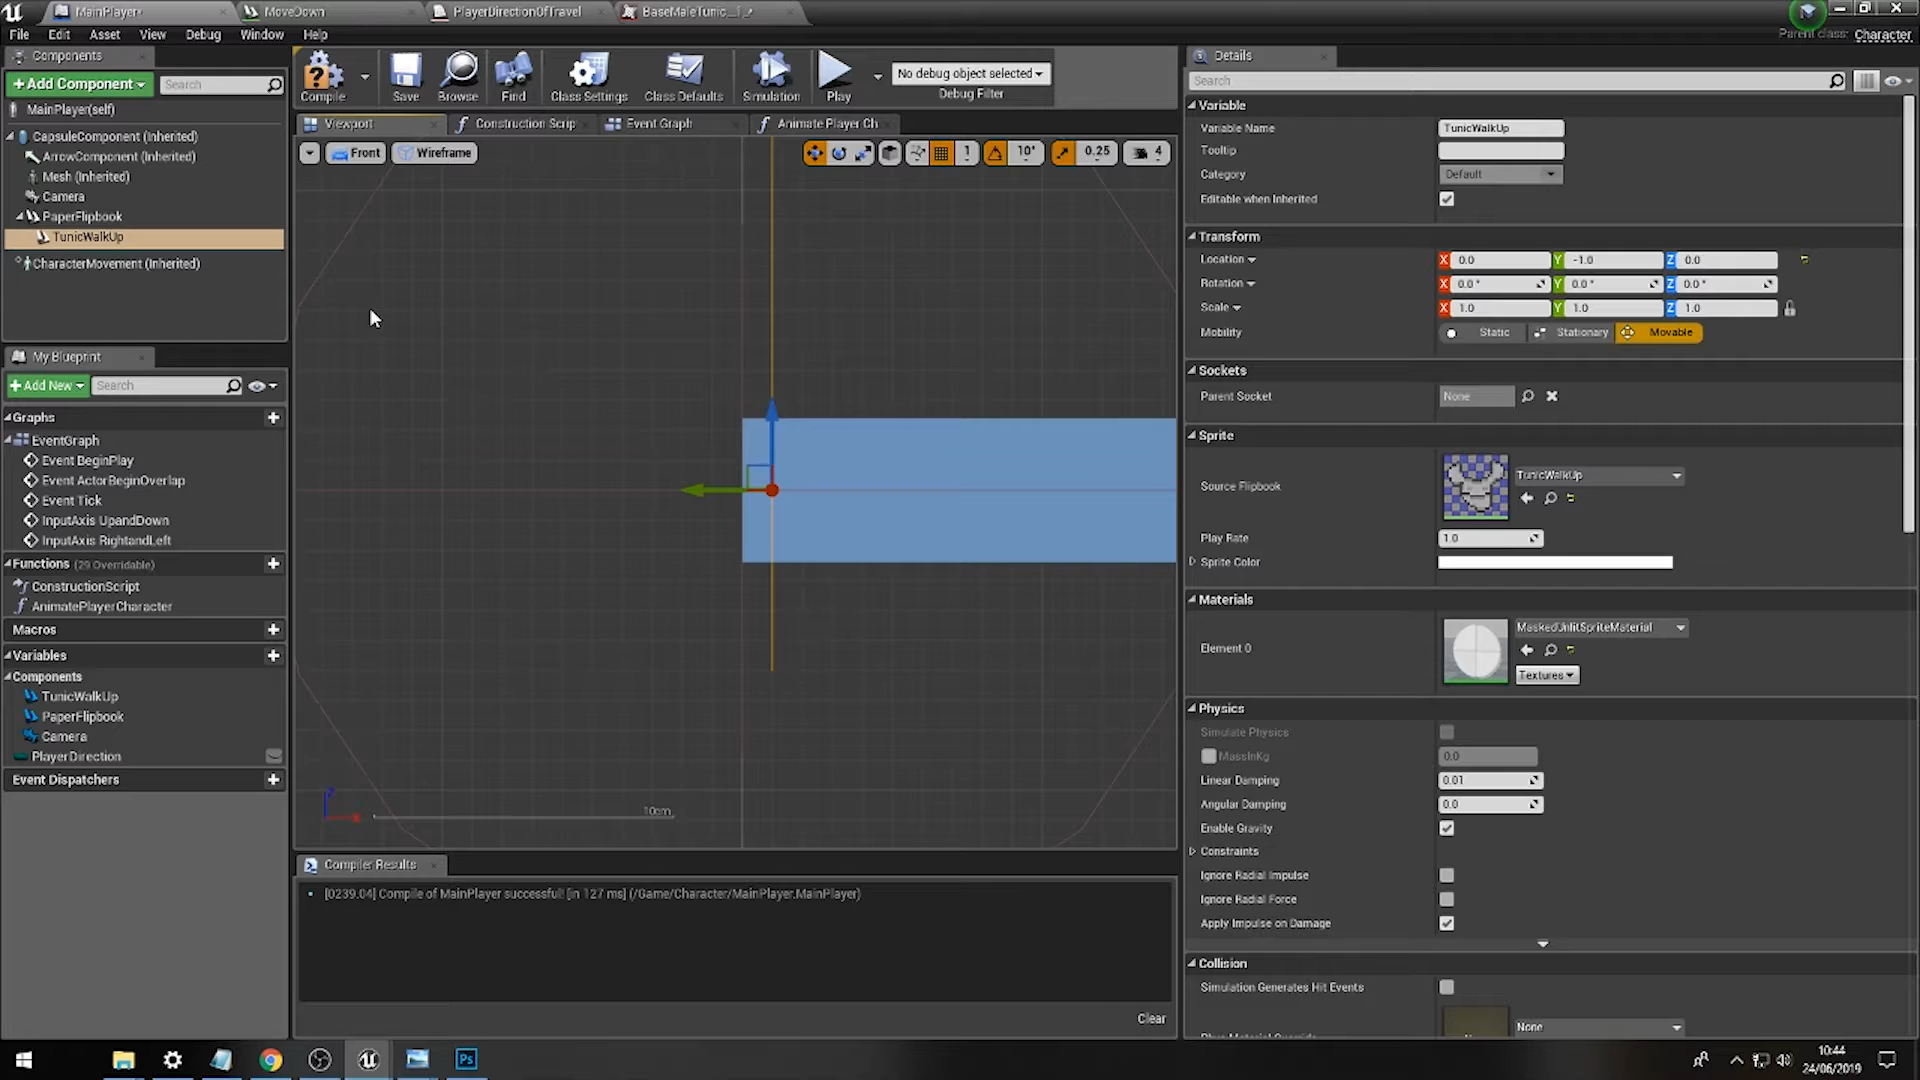 MainPlayer*
MoveDown
PlayerDirectionOfTravel
BaseMaleTunic_
File Edit Asset View Debug Window Help
Parent class: Character
Components
+Add Component
Search
MainPlayer(self)
CapsuleComponent (Inherited)
ArrowComponent (Inherited)
Mesh (Inherited)
Camera
PaperFlipbook
TunicWalkUp
CharacterMovement (Inherited)
My Blueprint
+Add New
Search
Graphs
EventGraph
Event BeginPlay
Event ActorBeginOverlap
Event Tick
InputAxis UpandDown
InputAxis RightandLeft
Functions (29 Overridable)
ConstructionScript
AnimatePlayerCharacter
Macros
Variables
Components
TunicWalkUp
PaperFlipbook
Camera
PlayerDirection
Event Dispatchers
Compile
Save
Browse
Find
Class Settings
Class Defaults
Simulation
Play
No debug object selected
Debug Filter
Viewport
Construction Scrip
Event Graph
Animate Player Ch
Front
Wireframe
1
10°
0.25
4
10cm
Compiler Results
[0239.04] Compile of MainPlayer successful! [in 127 ms] (/Game/Character/MainPlayer.MainPlayer)
Clear
Details
Search
Variable
Variable Name TunicWalkUp
Tooltip
Category Default
Editable when Inherited
Transform
Location X 0.0 Y -1.0 Z 0.0
Rotation X 0.0 ° Y 0.0 ° Z 0.0 °
Scale X 1.0 Y 1.0 Z 1.0
Mobility Static Stationary Movable
Sockets
Parent Socket None
Sprite
Source Flipbook TunicWalkUp
Play Rate 1.0
Sprite Color
Materials
Element 0 MaskedUnlitSpriteMaterial
Textures
Physics
Simulate Physics
MassInKg 0.0
Linear Damping 0.01
Angular Damping 0.0
Enable Gravity
Constraints
Ignore Radial Impulse
Ignore Radial Force
Apply Impulse on Damage
Collision
Simulation Generates Hit Events
None
Ps
10:44
24/06/2019